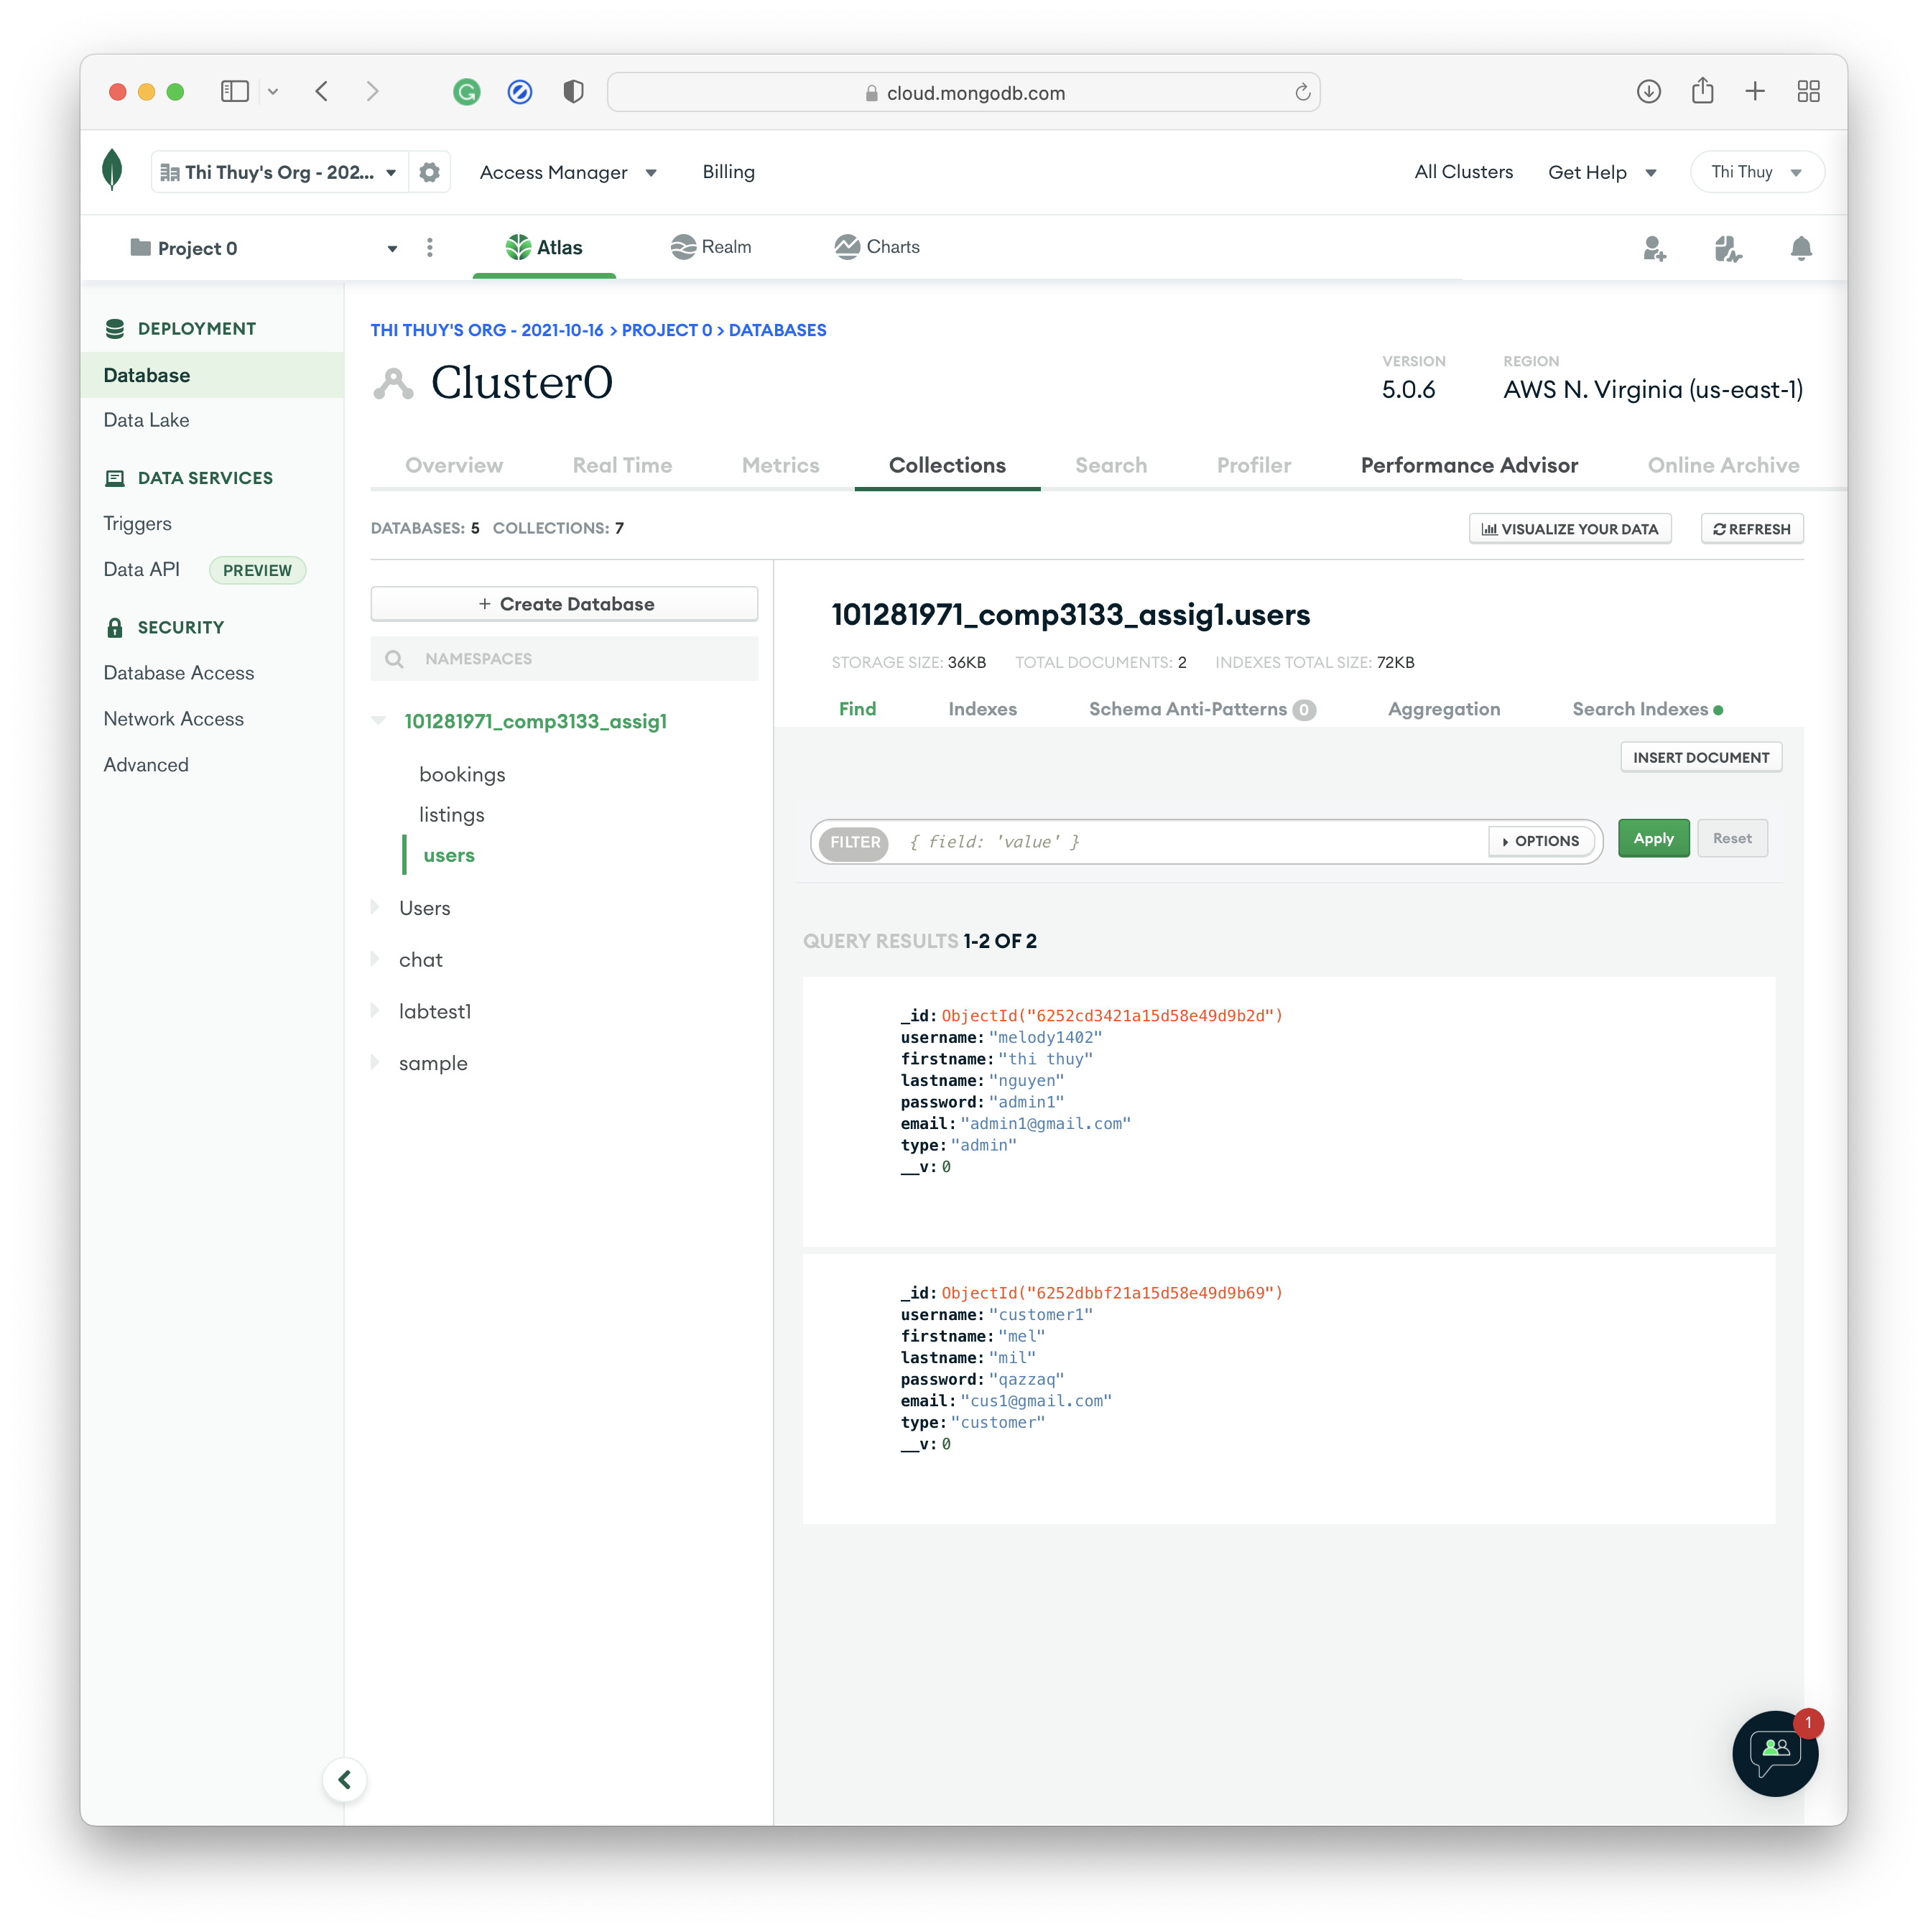 cloud.mongodb.com
Thi Thuy's Org - 202...
Access Manager
Billing
All Clusters
Get Help
Thi Thuy
Project 0
Atlas
Realm
Charts
DEPLOYMENT
Database
Data Lake
DATA SERVICES
Triggers
Data API PREVIEW
SECURITY
Database Access
Network Access
Advanced
THI THUY'S ORG - 2021-10-16 > PROJECT 0 > DATABASES
Cluster0
VERSION
5.0.6
REGION
AWS N. Virginia (us-east-1)
Overview Real Time Metrics Collections Search Profiler Performance Advisor Online Archive
DATABASES: 5 COLLECTIONS: 7
VISUALIZE YOUR DATA
REFRESH
+ Create Database
NAMESPACES
101281971_comp3133_assig1
bookings
listings
users
Users
chat
labtest1
sample
101281971_comp3133_assig1.users
STORAGE SIZE: 36KB TOTAL DOCUMENTS: 2 INDEXES TOTAL SIZE: 72KB
Find Indexes Schema Anti-Patterns 0 Aggregation Search Indexes
INSERT DOCUMENT
FILTER { field: 'value' } OPTIONS Apply Reset
QUERY RESULTS 1-2 OF 2
_id: ObjectId("6252cd3421a15d58e49d9b2d")
username: "melody1402"
firstname: "thi thuy"
lastname: "nguyen"
password: "admin1"
email: "admin1@gmail.com"
type: "admin"
__v: 0
_id: ObjectId("6252dbbf21a15d58e49d9b69")
username: "customer1"
firstname: "mel"
lastname: "mil"
password: "qazzaq"
email: "cus1@gmail.com"
type: "customer"
__v: 0
1